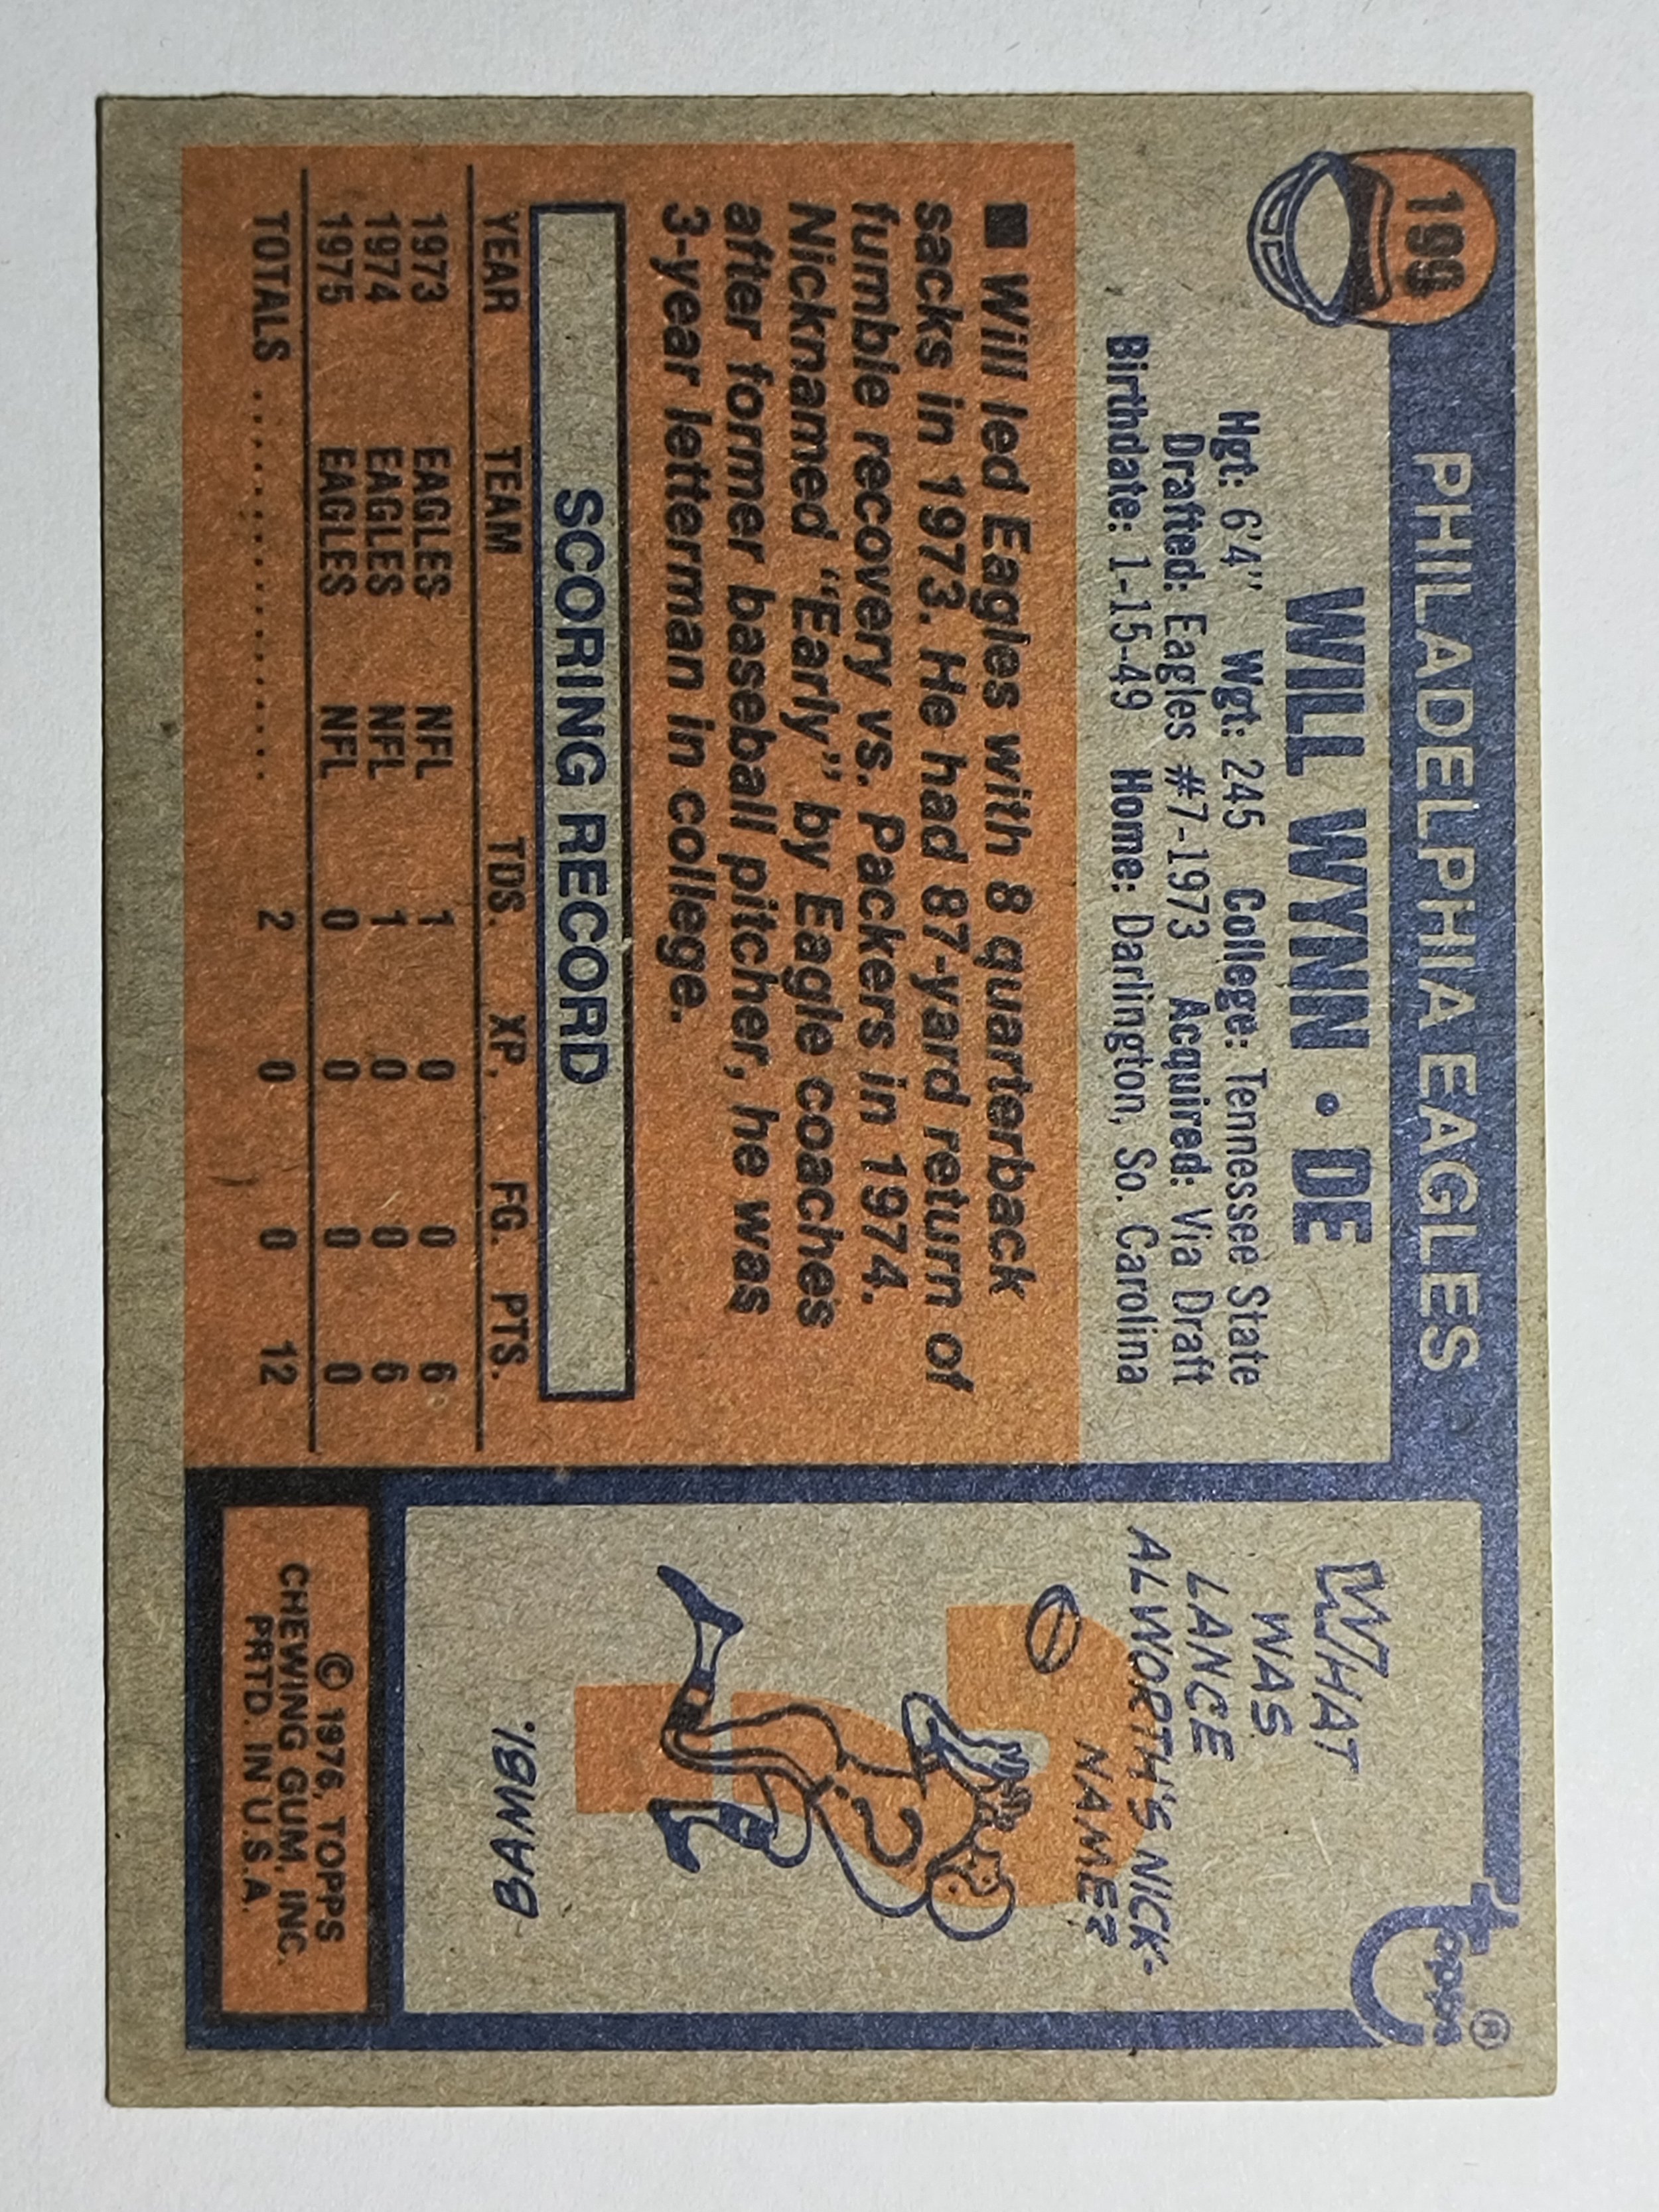 199
PHILADELPHIA EAGLES
WILL WYNN • DE
Hgt: 6'4" Wgt: 245 College: Tennessee State
Drafted: Eagles #7-1973 Acquired: Via Draft
Birthdate: 1-15-49 Home: Darlington, So. Carolina
■ Will led Eagles with 8 quarterback
sacks in 1973. He had 87-yard return of
fumble recovery vs. Packers in 1974.
Nicknamed "Early" by Eagle coaches
after former baseball pitcher, he was
3-year letterman in college.
SCORING RECORD
YEAR TEAM TDS. XP. FG. PTS.
1973 EAGLES NFL 1 0 0 6
1974 EAGLES NFL 1 0 0 6
1975 EAGLES NFL 0 0 0 0
TOTALS .................... 2 0 0 12
topps®
WHAT
WAS
LANCE
ALWORTH'S NICK-
NAME?
BAMBI.
© 1976, TOPPS
CHEWING GUM, INC.
PRTD. IN U.S.A.